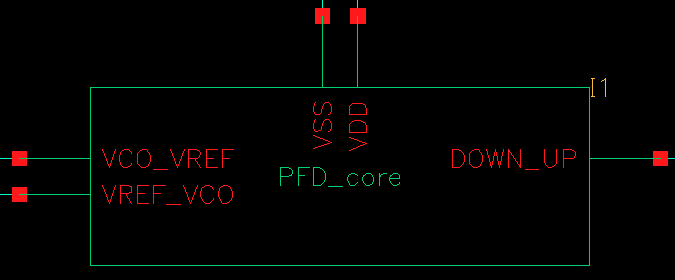 I1
VSS
VDD
VCO_VREF
DOWN_UP
PFD_core
VREF_VCO